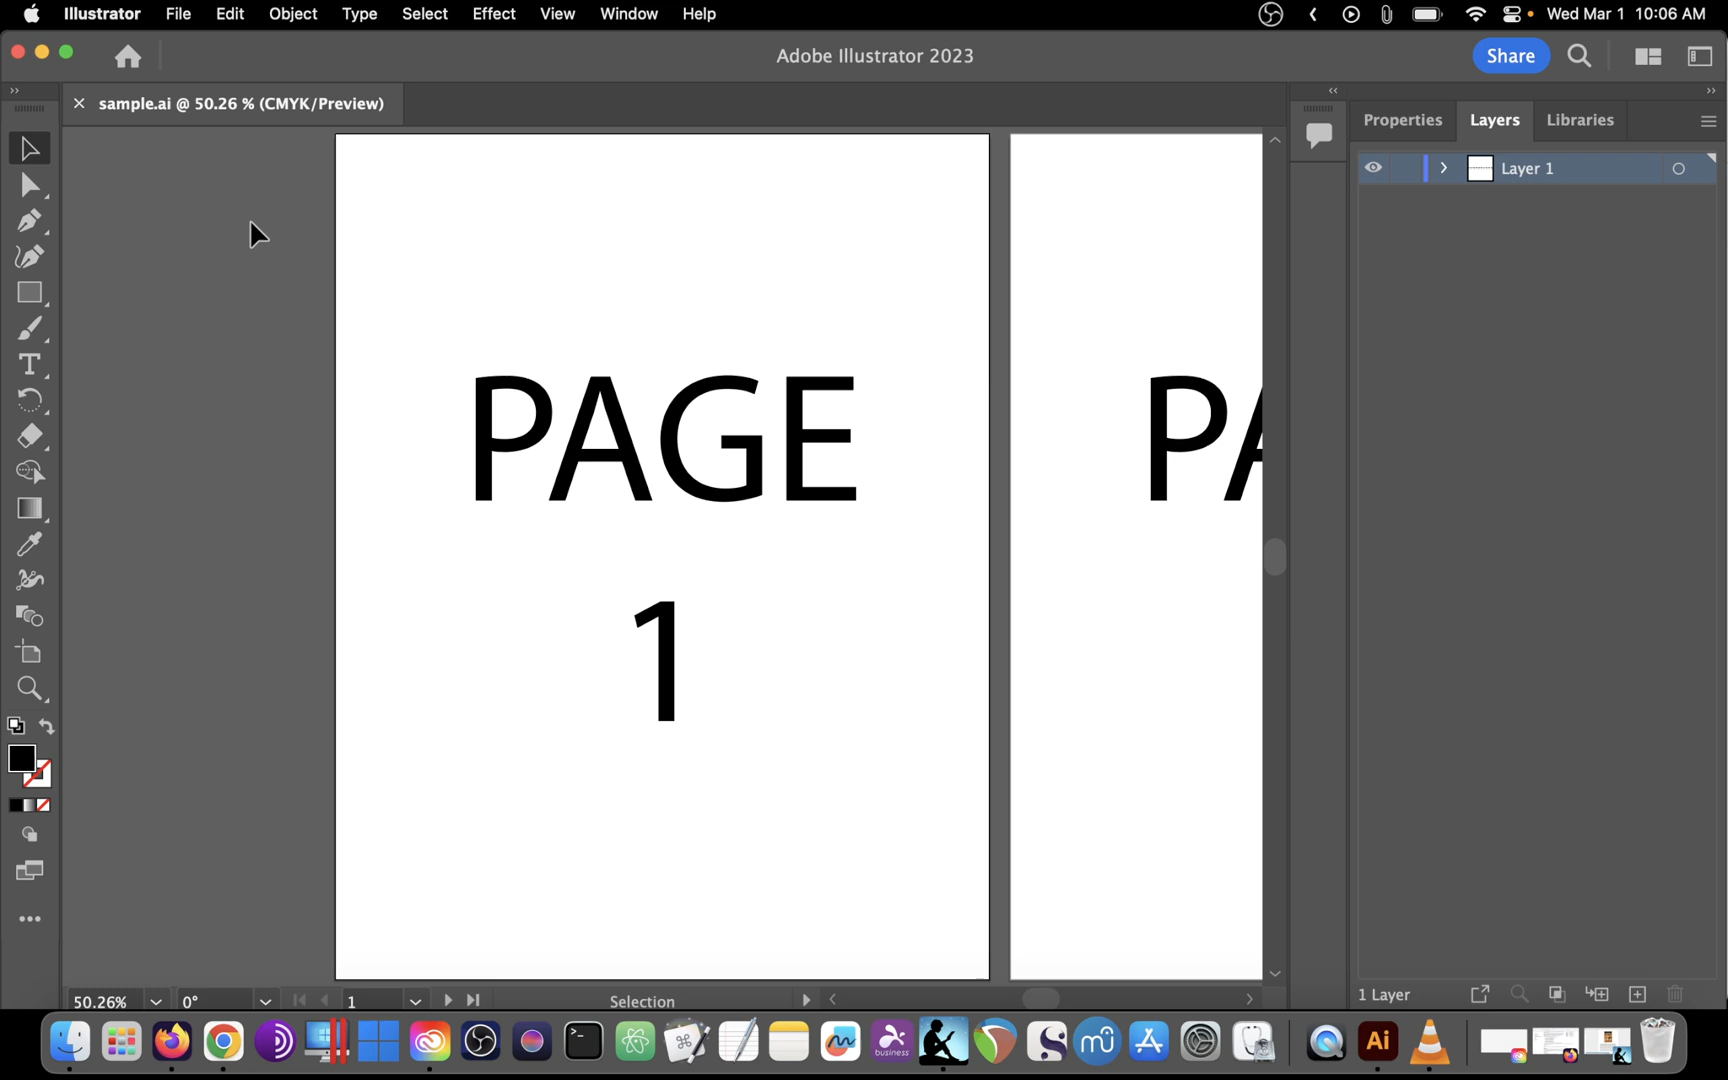 Illustrator File Edit Object Type Select Effect View Window Help
Wed Mar 1 10:06 AM
Adobe Illustrator 2023
Share
sample.ai @ 50.26 % (CMYK/Preview)
Properties Layers Libraries
Layer 1
PAGE
1
PA
50.26% 0° 1 Selection
1 Layer
business
Ai